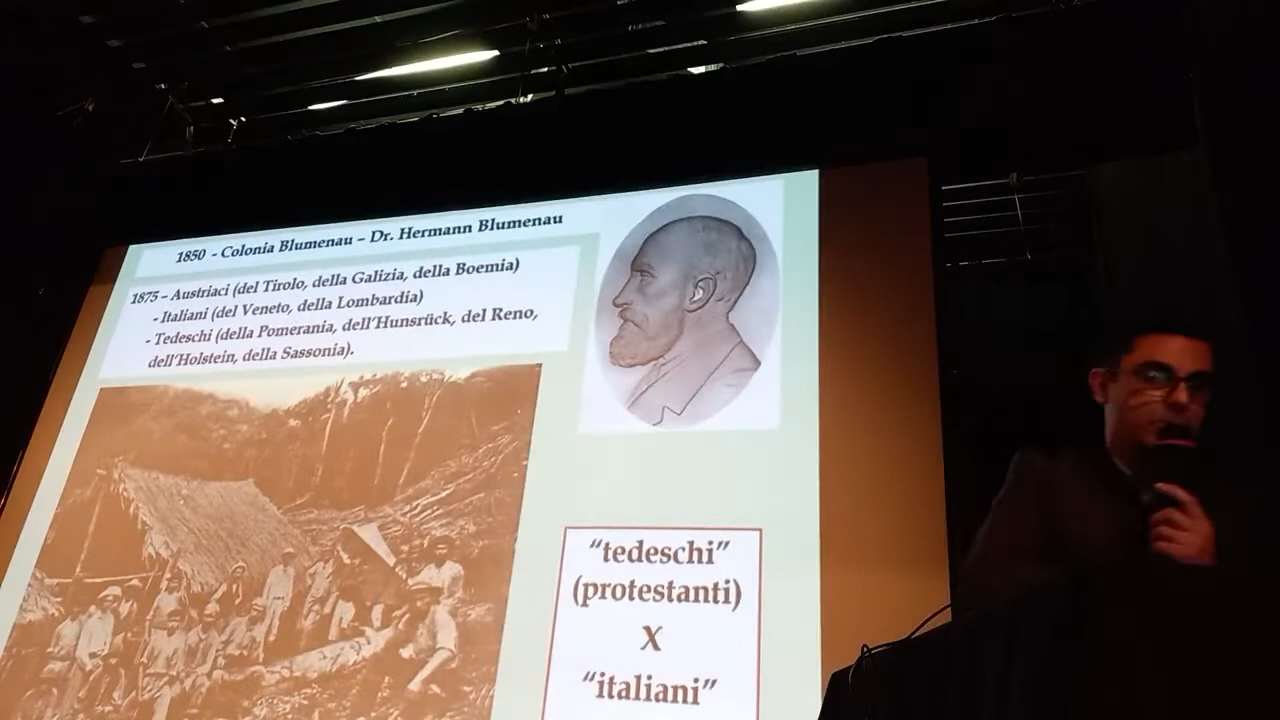 1850 - Colonia Blumenau – Dr. Hermann Blumenau
1875 – Austriaci (del Tirolo, della Galizia, della Boemia)
- Italiani (del Veneto, della Lombardia)
- Tedeschi (della Pomerania, dell'Hunsrück, del Reno,
dell'Holstein, della Sassonia).
“tedeschi”
(protestanti)
X
“italiani”